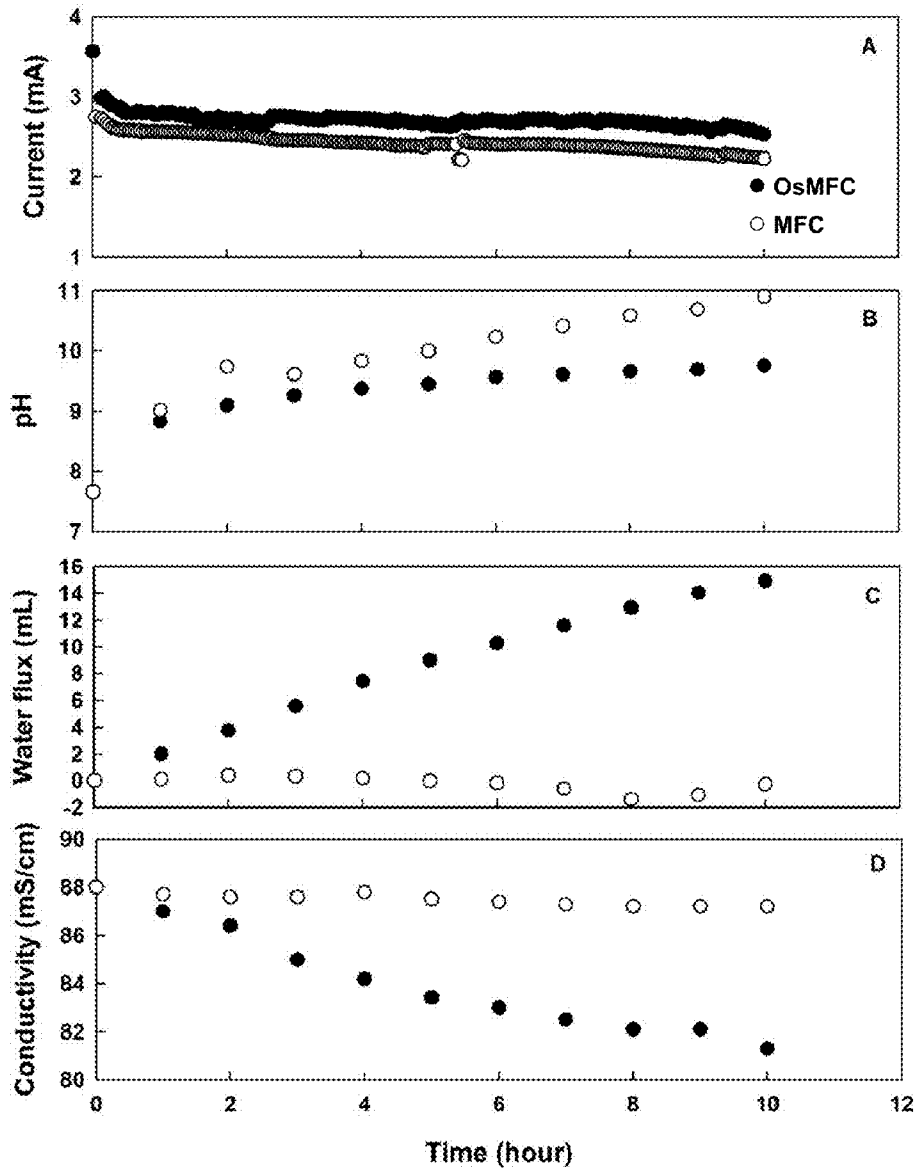 4
A
3
2
1
Current (mA)
OsMFC
MFC
11
B
10
9
8
7
pH
16
C
14
12
10
8
6
4
2
0
-2
Water flux (mL)
90
D
88
86
84
82
80
Conductivity (mS/cm)
0 2 4 6 8 10 12
Time (hour)